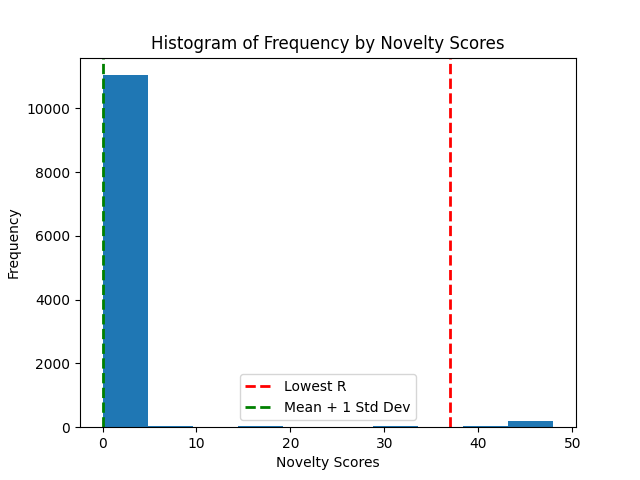 Histogram of Frequency by Novelty Scores
Frequency
10000
8000
6000
4000
2000
0
Lowest R
Mean + 1 Std Dev
0 10 20 30 40 50
Novelty Scores